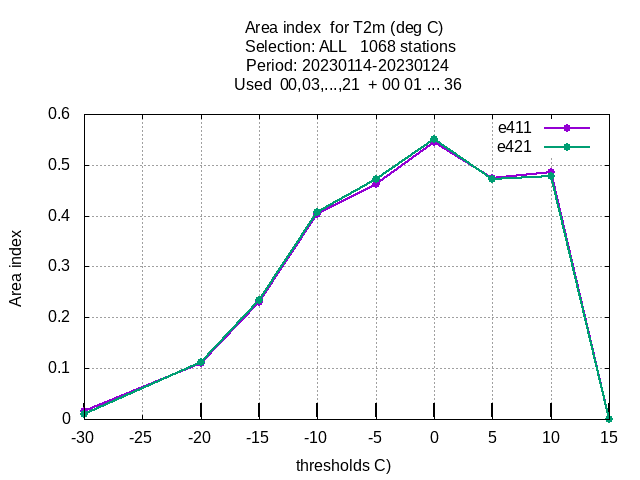 Area index  for T2m (deg C)
Selection: ALL   1068 stations
Period: 20230114-20230124
Used  00,03,...,21  + 00 01 ... 36
e411
e421
Area index
0.6
0.5
0.4
0.3
0.2
0.1
0
-30 -25 -20 -15 -10 -5 0 5 10 15
thresholds C)